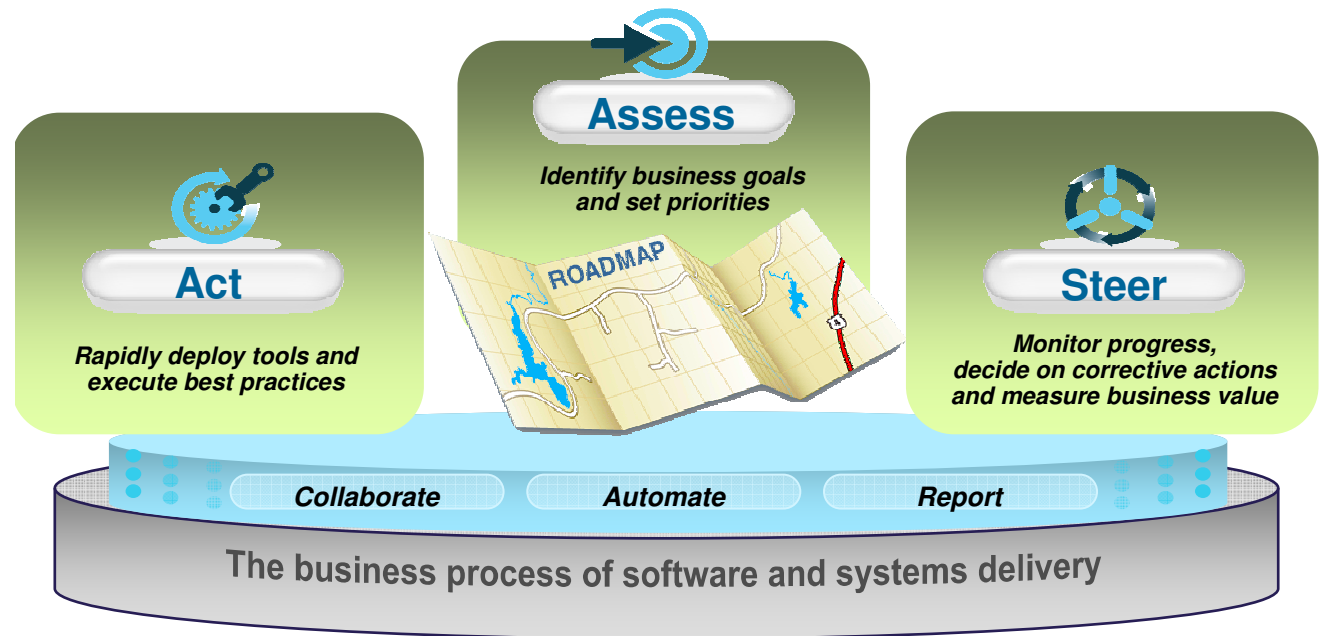 Assess
Identify business goals
and set priorities
Act
Rapidly deploy tools and
execute best practices
ROADMAP
4
Steer
Monitor progress,
decide on corrective actions
and measure business value
Collaborate
Automate
Report
The business process of software and systems delivery